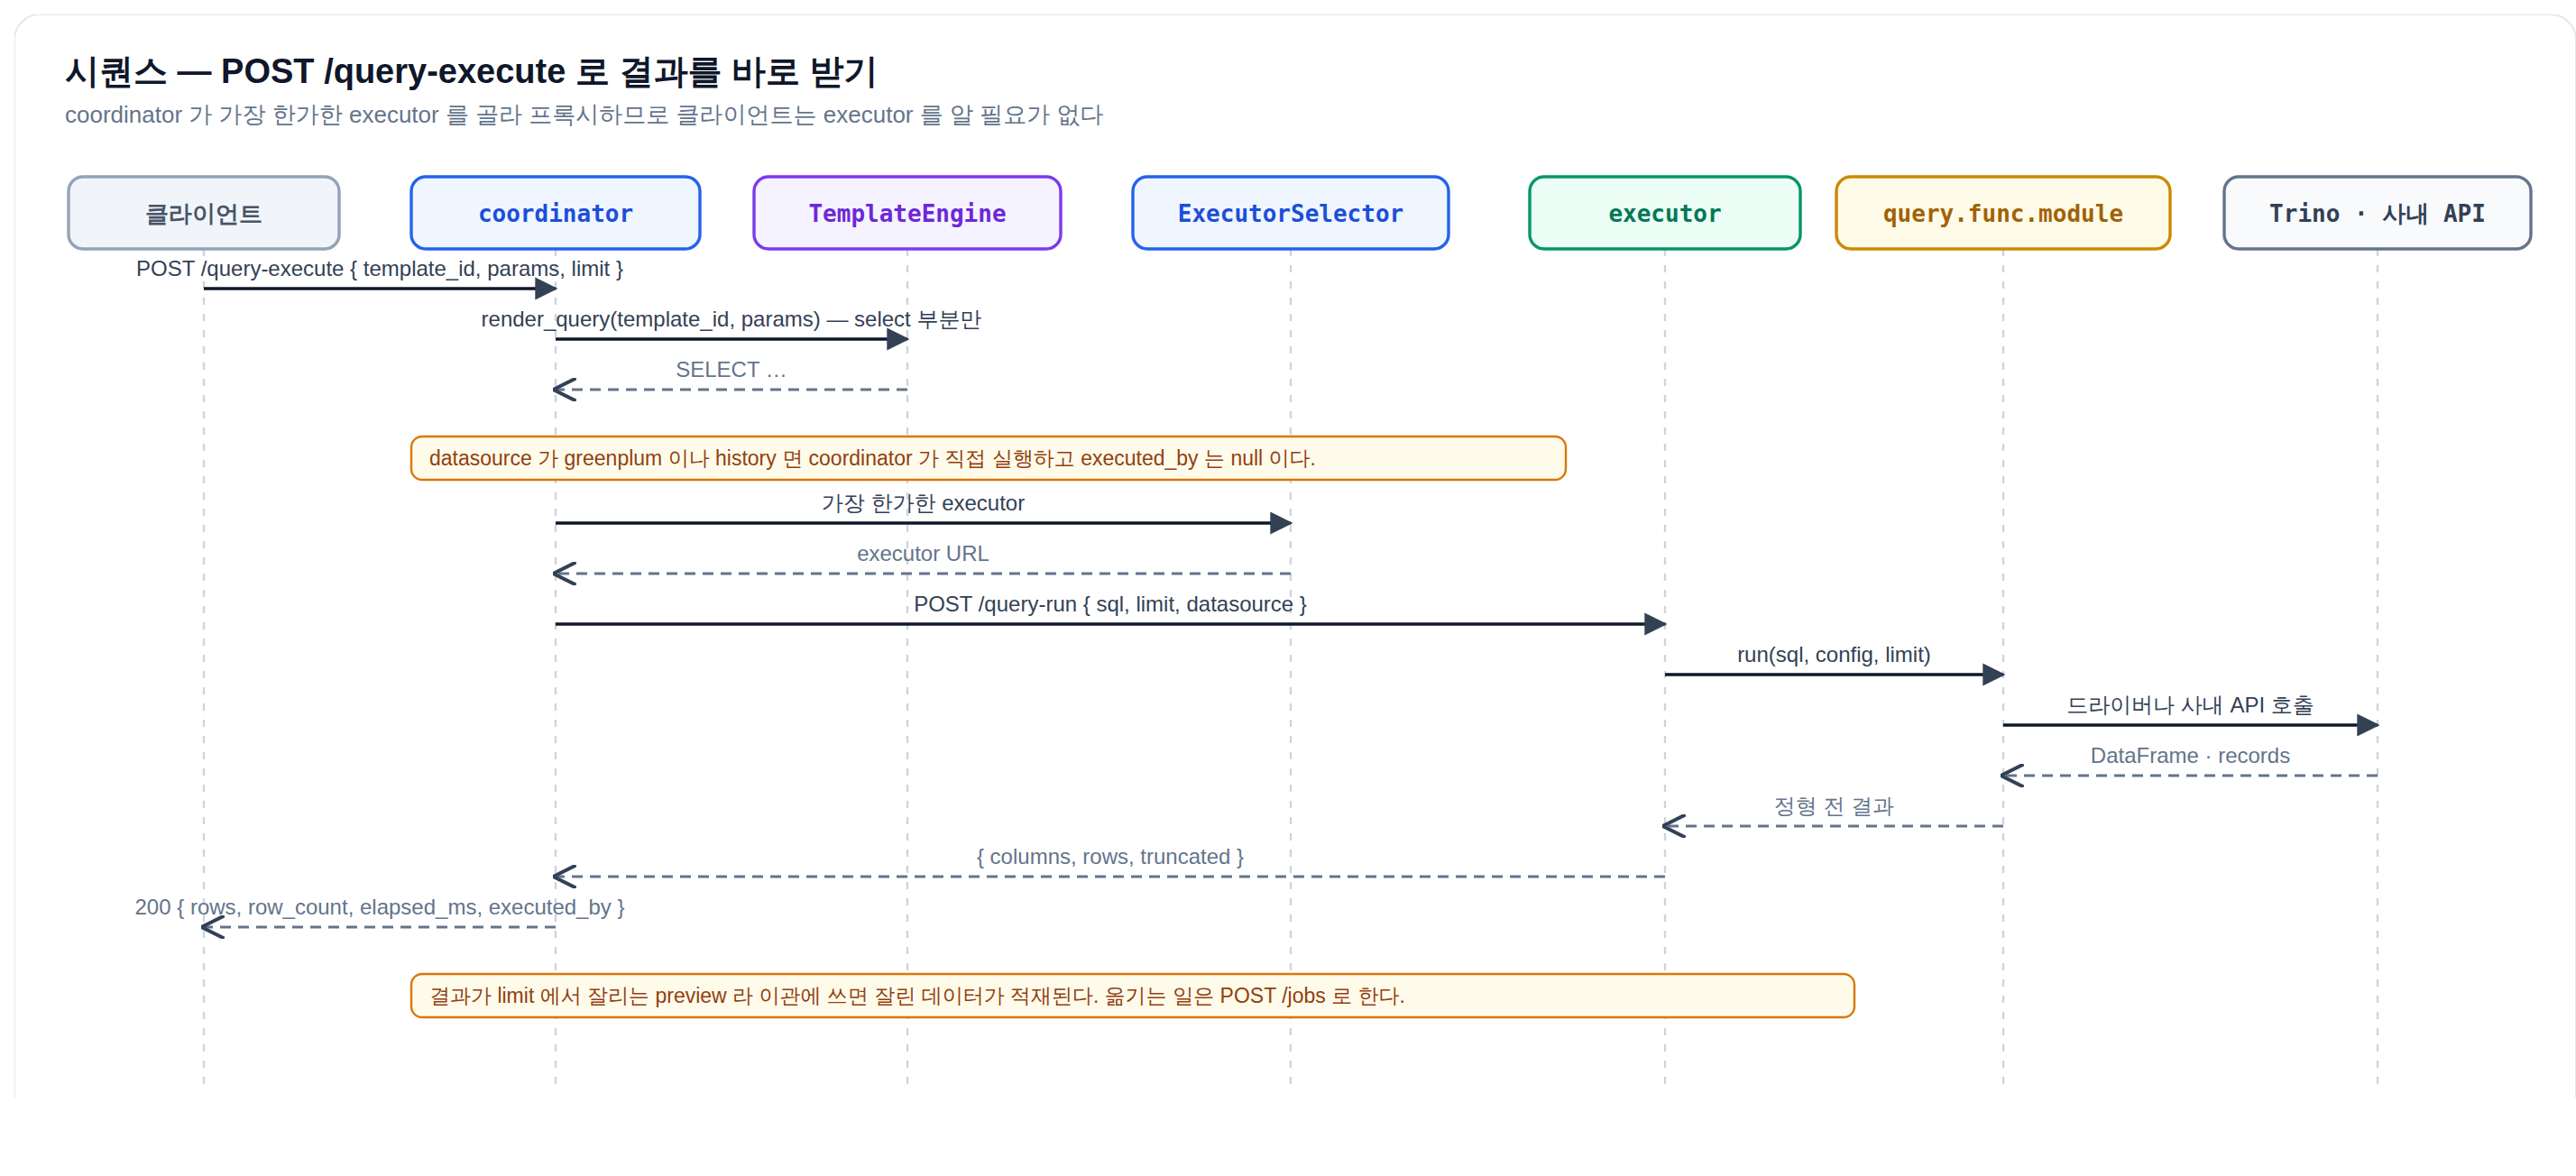 시퀀스 — POST /query-execute 로 결과를 바로 받기
coordinator 가 가장 한가한 executor 를 골라 프록시하므로 클라이언트는 executor 를 알 필요가 없다
클라이언트
coordinator
TemplateEngine
ExecutorSelector
executor
query.func.module
Trino · 사내 API
POST /query-execute { template_id, params, limit }
render_query(template_id, params) — select 부분만
SELECT …
datasource 가 greenplum 이나 history 면 coordinator 가 직접 실행하고 executed_by 는 null 이다.
가장 한가한 executor
executor URL
POST /query-run { sql, limit, datasource }
run(sql, config, limit)
드라이버나 사내 API 호출
DataFrame · records
정형 전 결과
{ columns, rows, truncated }
200 { rows, row_count, elapsed_ms, executed_by }
결과가 limit 에서 잘리는 preview 라 이관에 쓰면 잘린 데이터가 적재된다. 옮기는 일은 POST /jobs 로 한다.